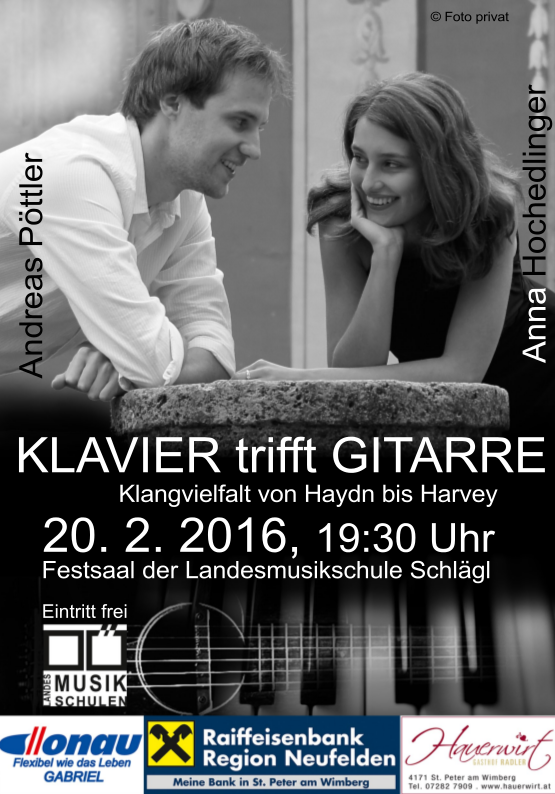 © Foto privat
Andreas Pöttler
Anna Hochedlinger
KLAVIER trifft GITARRE
Klangvielfalt von Haydn bis Harvey
20. 2. 2016, 19:30 Uhr
Festsaal der Landesmusikschule Schlägl
Eintritt frei
LANDES
MUSIK
SCHULEN
donau
Flexibel wie das Leben
GABRIEL
Raiffeisenbank
Region Neufelden
Meine Bank in St. Peter am Wimberg
Hauerwirt
GASTHOF BADLER
4171 St. Peter am Wimberg
Tel. 07282 7909 . www.hauerwirt.at